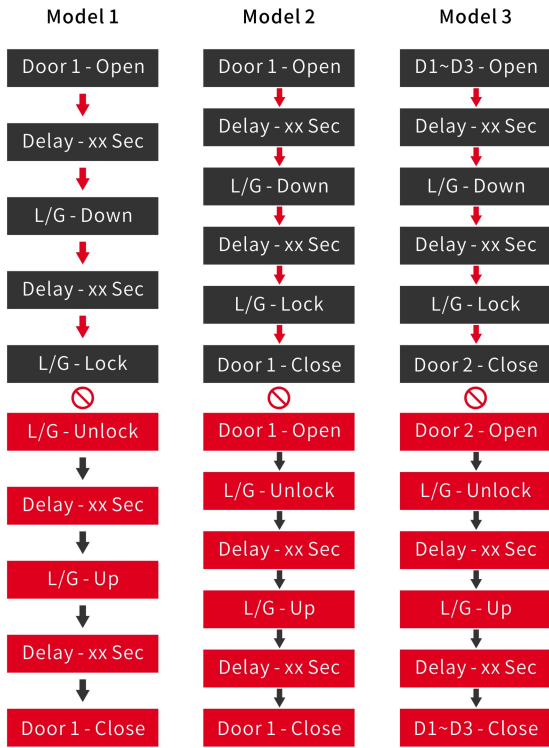 Model 1
Door 1 - Open
Delay - xx Sec
L/G - Down
Delay - xx Sec
L/G - Lock
L/G - Unlock
Delay - xx Sec
L/G - Up
Delay - xx Sec
Door 1 - Close
Model 2
Door 1 - Open
Delay - xx Sec
L/G - Down
Delay - xx Sec
L/G - Lock
Door 1 - Close
Door 1 - Open
L/G - Unlock
Delay - xx Sec
L/G - Up
Delay - xx Sec
Door 1 - Close
Model 3
D1~D3 - Open
Delay - xx Sec
L/G - Down
Delay - xx Sec
L/G - Lock
Door 2 - Close
Door 2 - Open
L/G - Unlock
Delay - xx Sec
L/G - Up
Delay - xx Sec
D1~D3 - Close